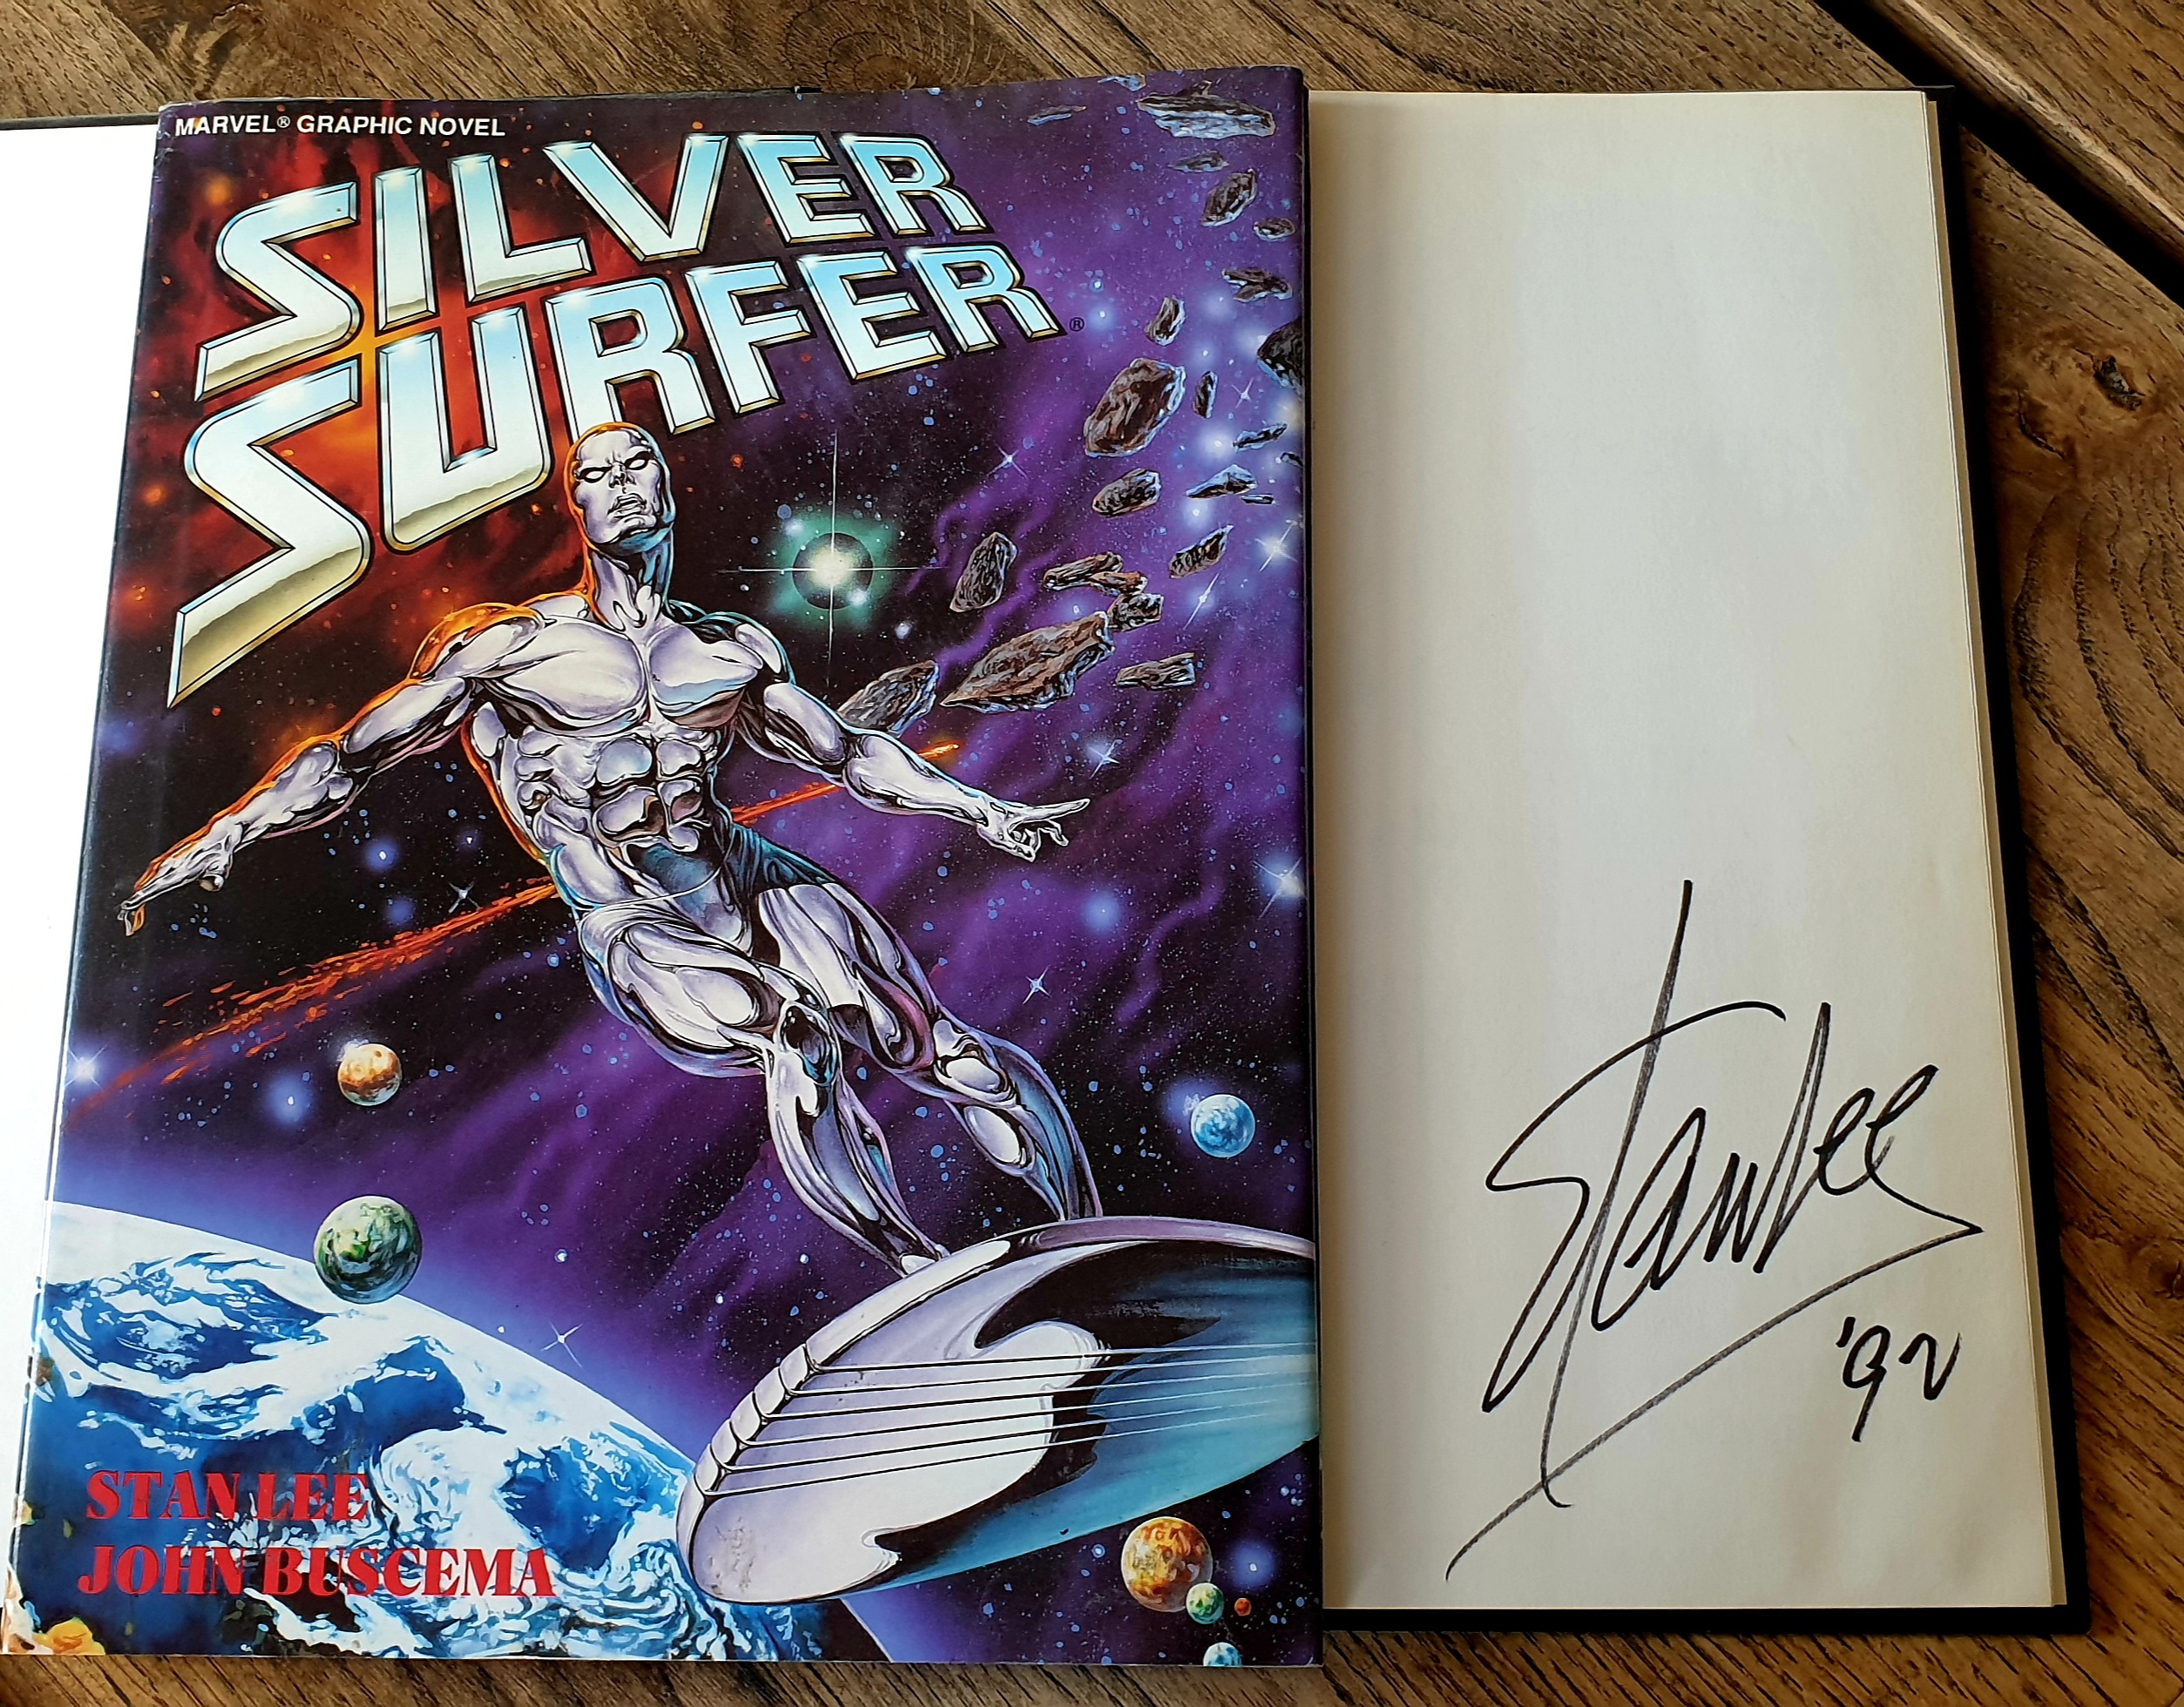 MARVEL® GRAPHIC NOVEL
SILVER
SURFER®
STAN LEE
JOHN BUSCEMA
Stan Lee
'92